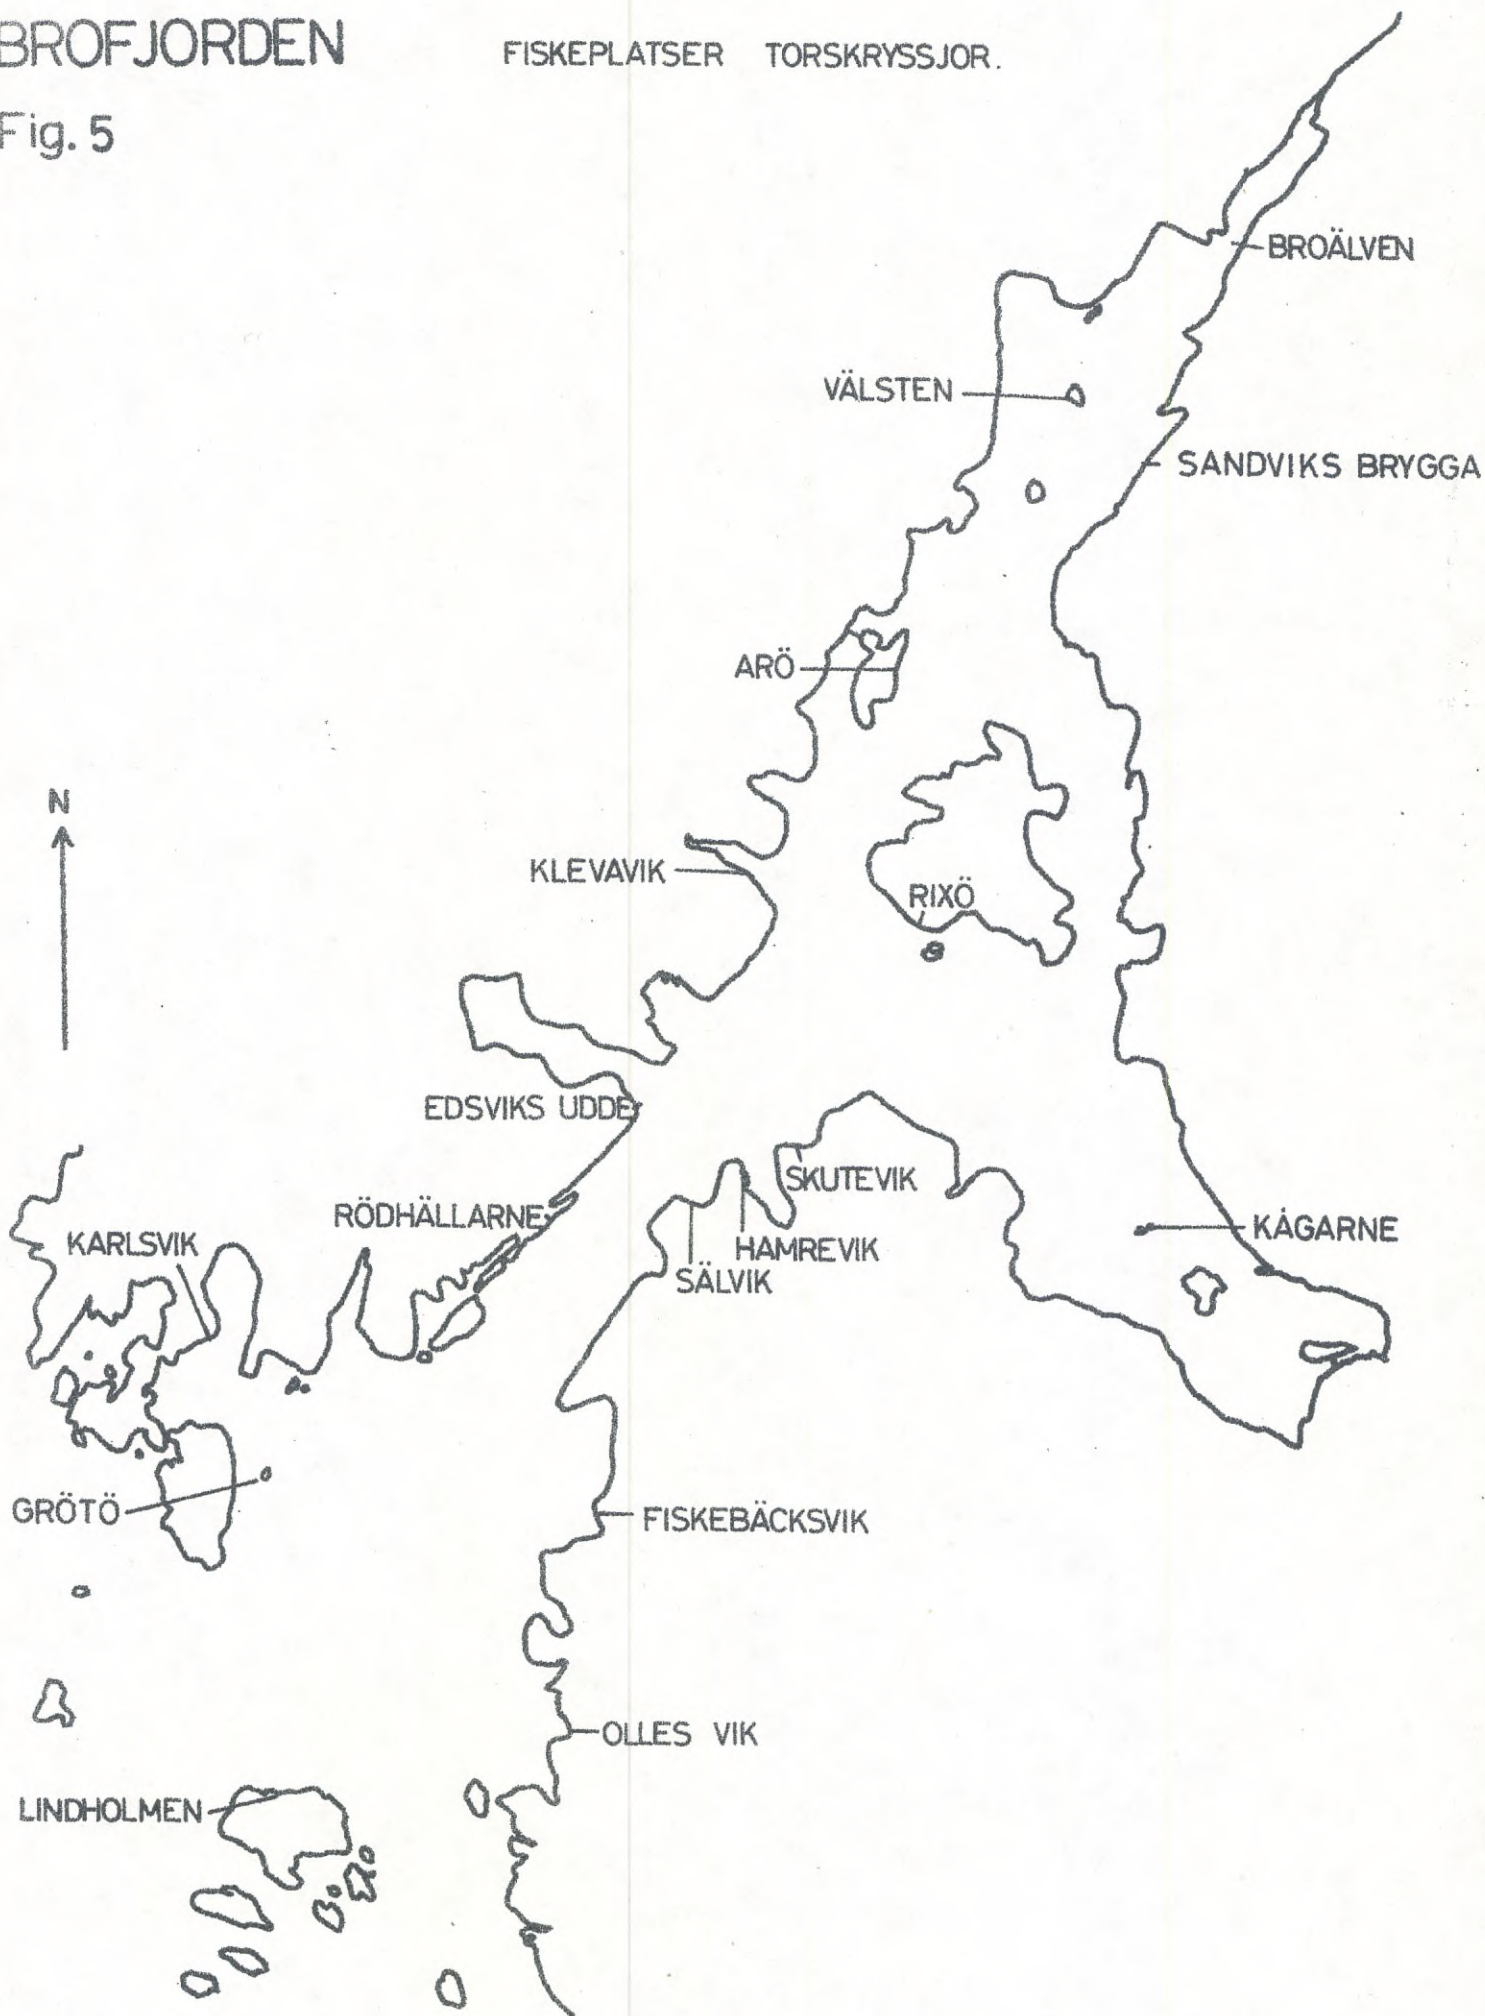 BROFJORDEN
FISKEPLATSER TORSKRYSSJOR.
Fig. 5
BROÄLVEN
VÄLSTEN
SANDVIKS BRYGGA
ARÖ
N
KLEVAVIK
RIXÖ
EDSVIKS UDDE
SKUTEVIK
RÖDHÄLLARNE
KÅGARNE
KARLSVIK
HAMREVIK
SÄLVIK
GRÖTÖ
FISKEBÄCKSVIK
OLLES VIK
LINDHOLMEN